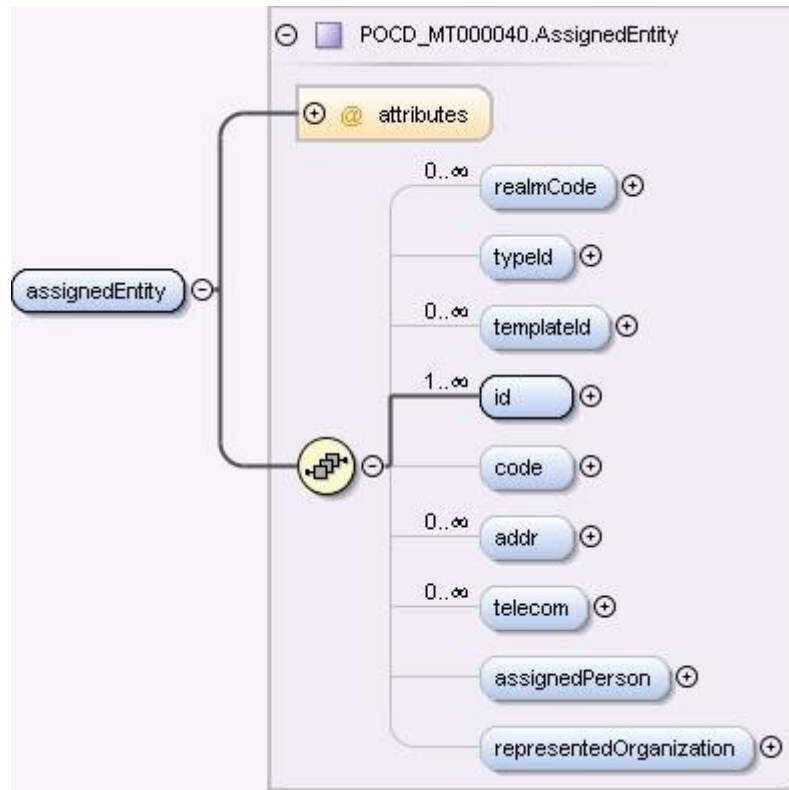 POCD_MT000040.AssignedEntity
@ attributes
0..∞
realmCode
typeId
0..∞
templateId
assignedEntity
1..∞
id
code
0..∞
addr
0..∞
telecom
assignedPerson
representedOrganization